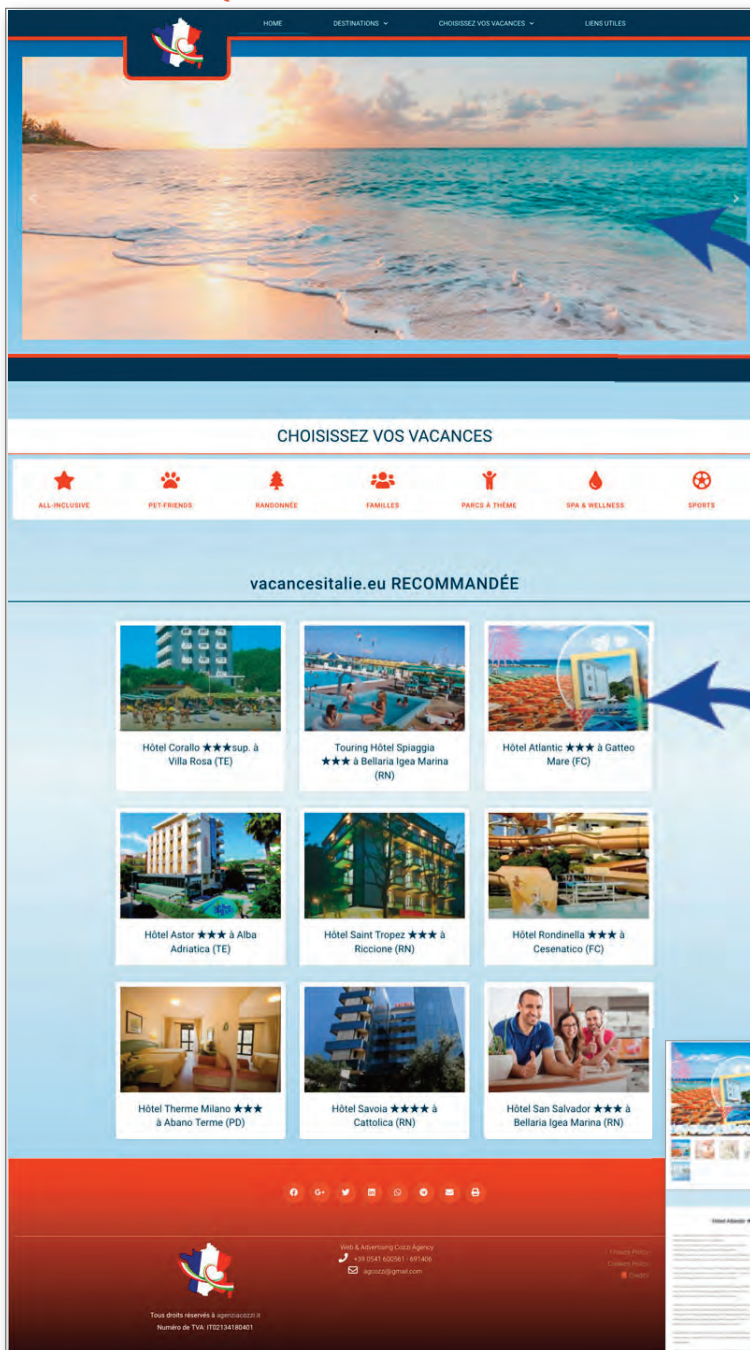 HOME
DESTINATIONS
CHOISISSEZ VOS VACANCES
LIENS UTILES
CHOISISSEZ VOS VACANCES
ALL-INCLUSIVE
PET-FRIENDS
RANDONNÉE
FAMILLES
PARCS À THÈME
SPA & WELLNESS
SPORTS
vacancesitalie.eu RECOMMANDÉE
Hôtel Corallo ★★★sup. à
Villa Rosa (TE)
Touring Hôtel Spiaggia
★★★ à Bellaria Igea Marina
(RN)
Hôtel Atlantic ★★★ à Gatteo
Mare (FC)
Hôtel Astor ★★★ à Alba
Adriatica (TE)
Hôtel Saint Tropez ★★★ à
Riccione (RN)
Hôtel Rondinella ★★★ à
Cesenatico (FC)
Hôtel Therme Milano ★★★
à Abano Terme (PD)
Hôtel Savoia ★★★★ à
Cattolica (RN)
Hôtel San Salvador ★★★ à
Bellaria Igea Marina (RN)
Web & Advertising Cozzi Agency
+39 0541 600561 - 691406
agcozzi@gmail.com
Privacy Policy
Cookies Policy
Credits
Tous droits réservés à agenziacozzi.it
Numéro de TVA: IT02134180401
Hôtel Atlantic